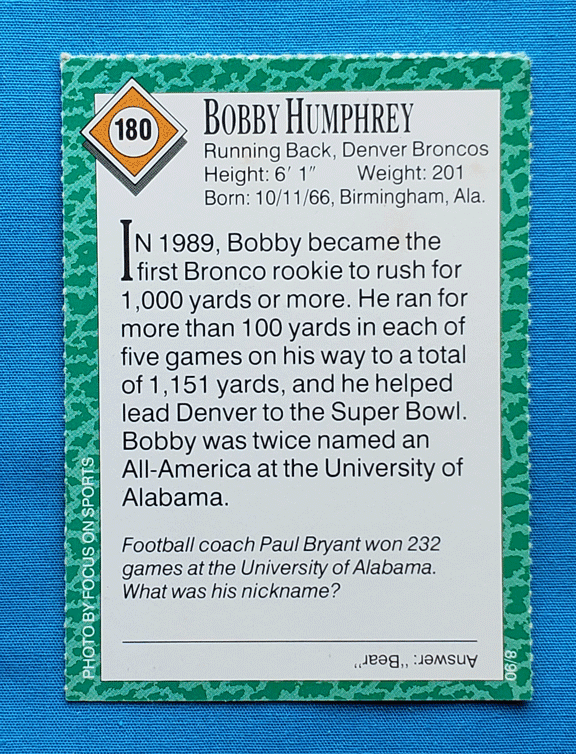 180
BOBBY HUMPHREY
Running Back, Denver Broncos
Height: 6' 1" Weight: 201
Born: 10/11/66, Birmingham, Ala.
IN 1989, Bobby became the
first Bronco rookie to rush for
1,000 yards or more. He ran for
more than 100 yards in each of
five games on his way to a total
of 1,151 yards, and he helped
lead Denver to the Super Bowl.
Bobby was twice named an
All-America at the University of
Alabama.
Football coach Paul Bryant won 232
games at the University of Alabama.
What was his nickname?
Answer: "Bear"
PHOTO BY FOCUS ON SPORTS
8/90